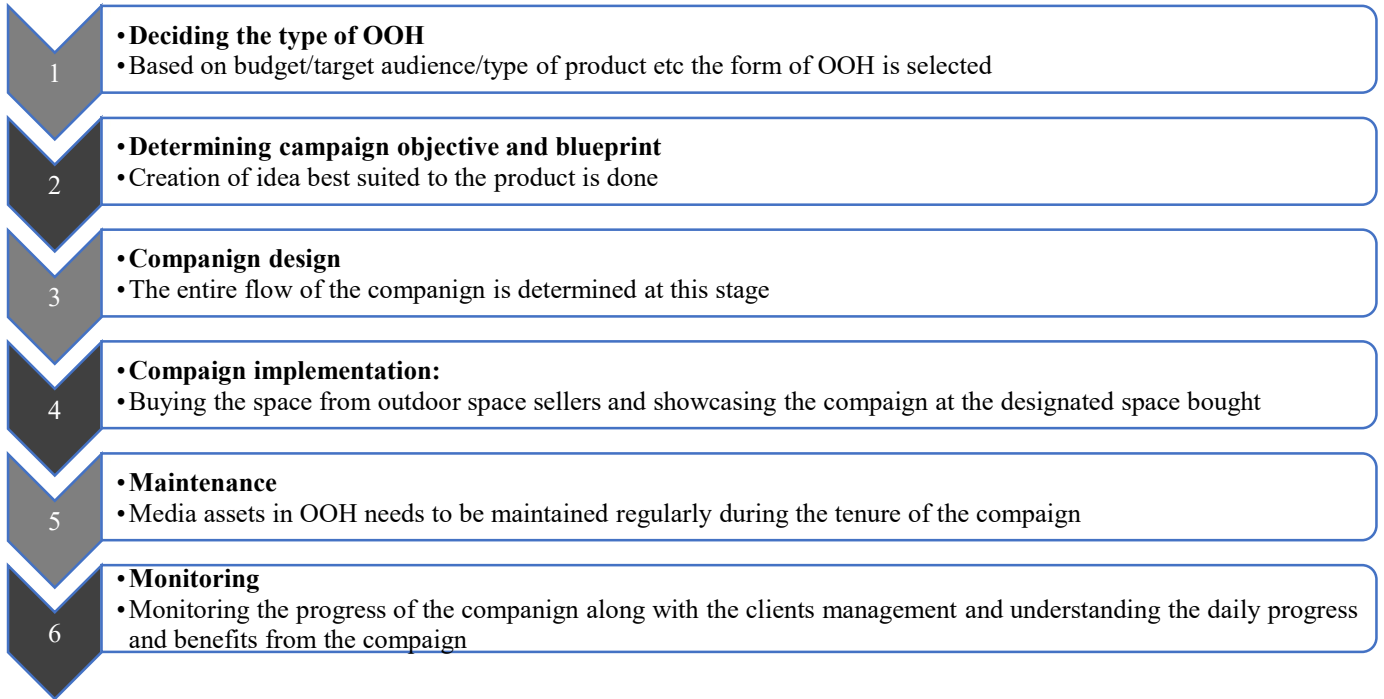 1
•Deciding the type of OOH
•Based on budget/target audience/type of product etc the form of OOH is selected
2
•Determining campaign objective and blueprint
•Creation of idea best suited to the product is done
3
•Companign design
•The entire flow of the companign is determined at this stage
4
•Compaign implementation:
•Buying the space from outdoor space sellers and showcasing the compaign at the designated space bought
5
•Maintenance
•Media assets in OOH needs to be maintained regularly during the tenure of the compaign
6
•Monitoring
•Monitoring the progress of the companign along with the clients management and understanding the daily progress
and benefits from the compaign